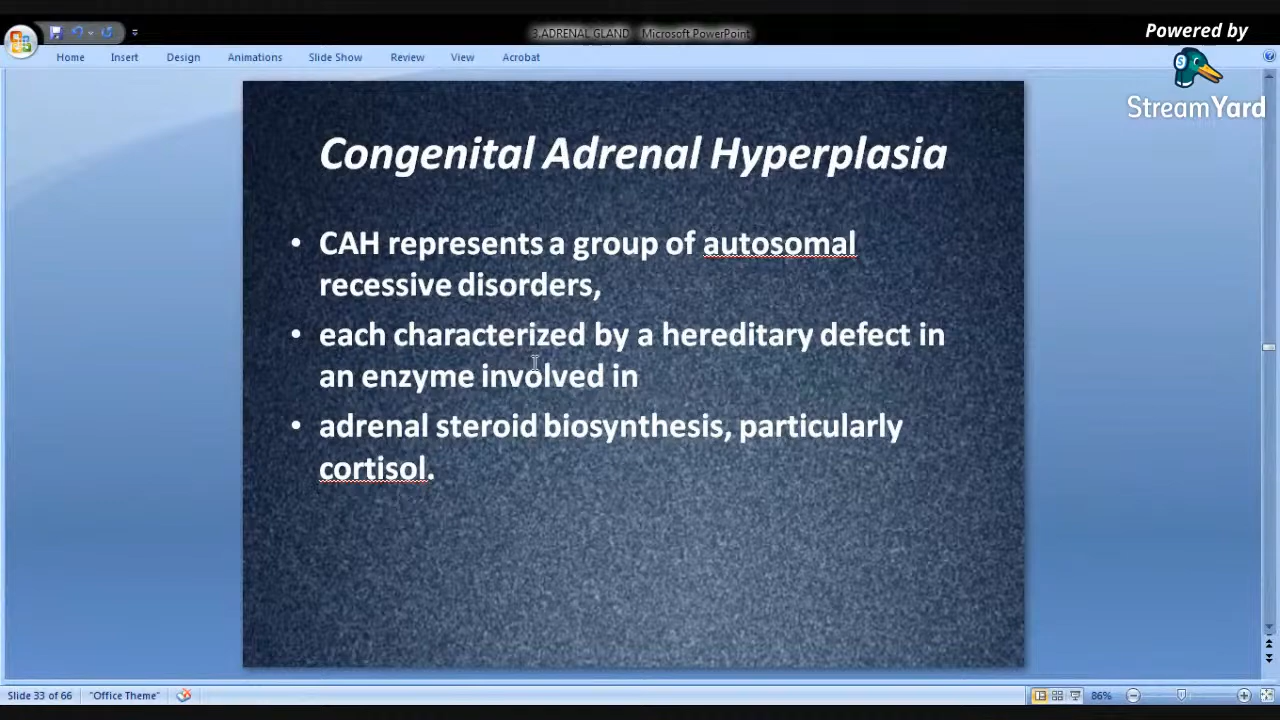 3.ADRENAL GLAND - Microsoft PowerPoint
Powered by
StreamYard
Home Insert Design Animations Slide Show Review View Acrobat
Congenital Adrenal Hyperplasia
• CAH represents a group of autosomal
recessive disorders,
• each characterized by a hereditary defect in
an enzyme involved in
• adrenal steroid biosynthesis, particularly
cortisol.
Slide 33 of 66 "Office Theme" 86%